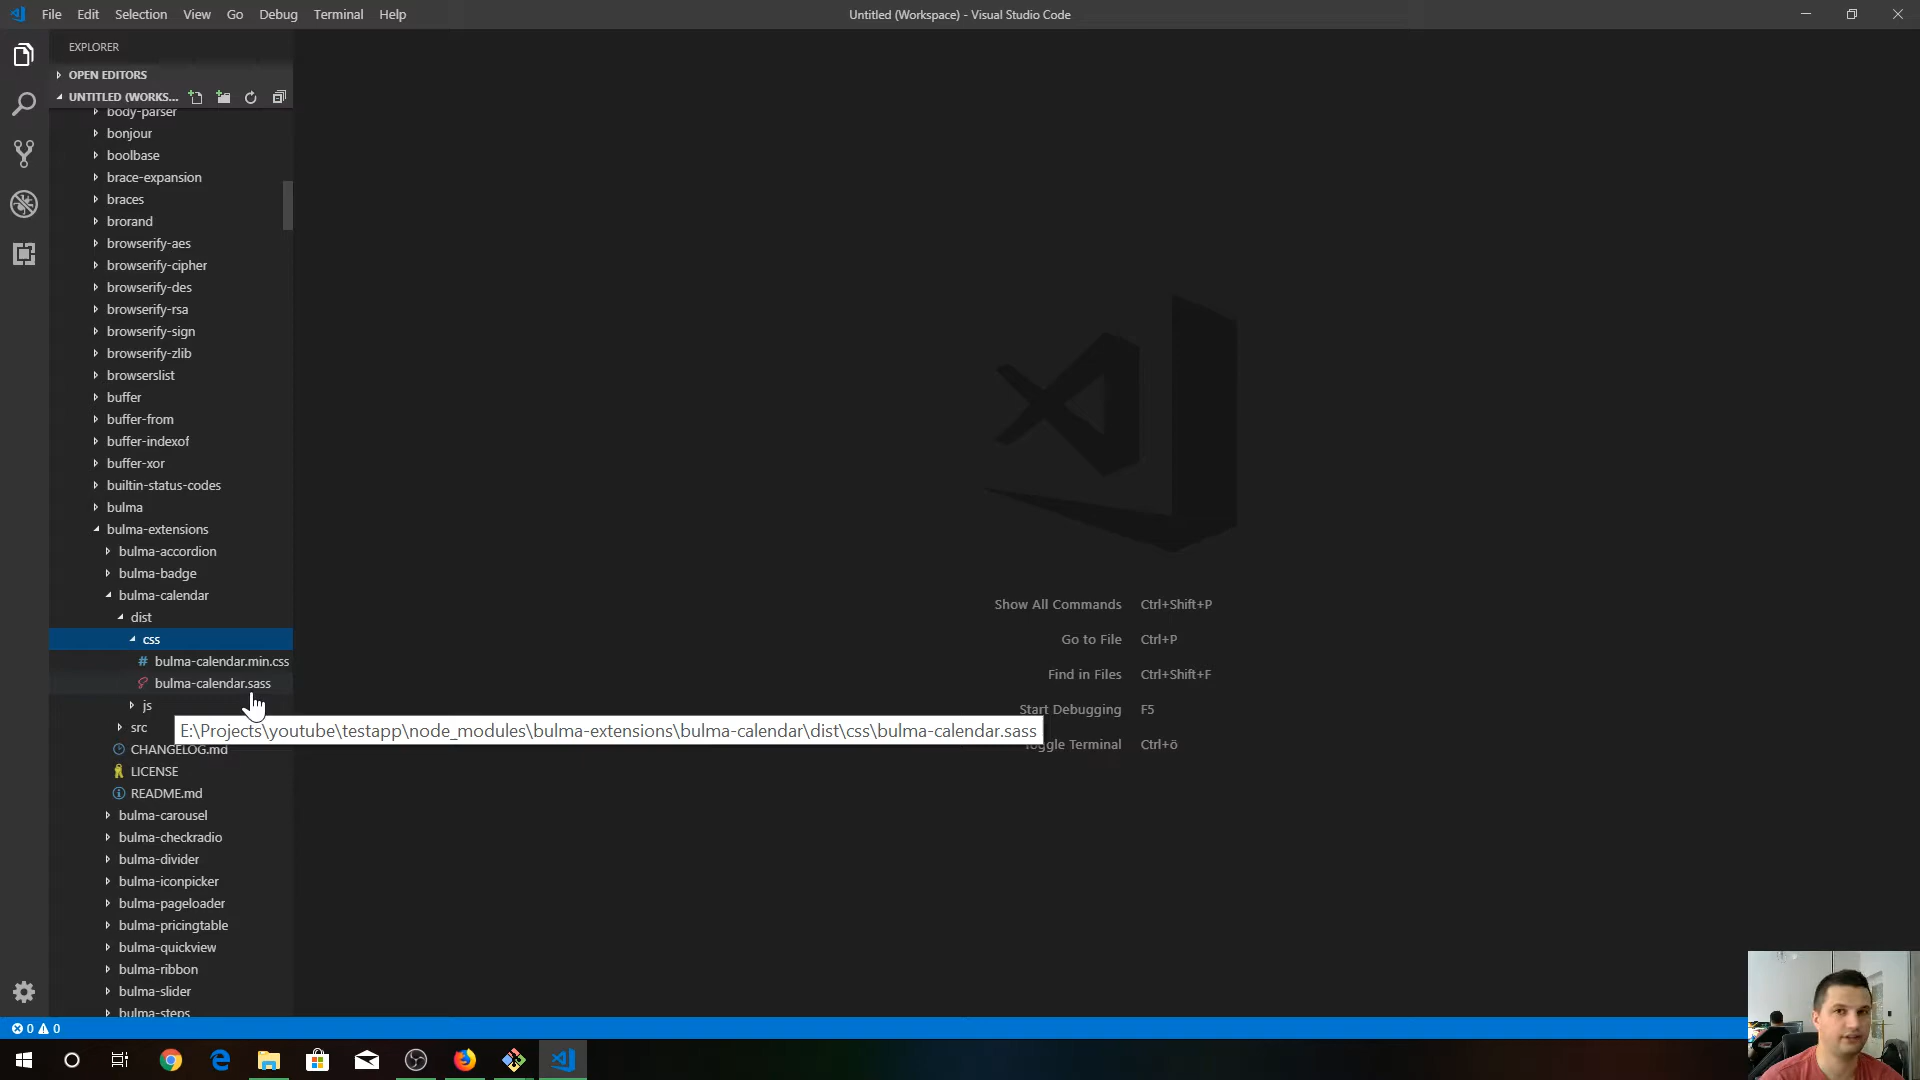 File Edit Selection View Go Debug Terminal Help
Untitled (Workspace) - Visual Studio Code
EXPLORER
OPEN EDITORS
UNTITLED (WORKS...
body-parser
bonjour
boolbase
brace-expansion
braces
brorand
browserify-aes
browserify-cipher
browserify-des
browserify-rsa
browserify-sign
browserify-zlib
browserslist
buffer
buffer-from
buffer-indexof
buffer-xor
builtin-status-codes
bulma
bulma-extensions
bulma-accordion
bulma-badge
bulma-calendar
dist
css
# bulma-calendar.min.css
bulma-calendar.sass
js
src
E:\Projects\youtube\testapp\node_modules\bulma-extensions\bulma-calendar\dist\css\bulma-calendar.sass
CHANGELOG.md
LICENSE
README.md
bulma-carousel
bulma-checkradio
bulma-divider
bulma-iconpicker
bulma-pageloader
bulma-pricingtable
bulma-quickview
bulma-ribbon
bulma-slider
bulma-steps
Show All Commands Ctrl+Shift+P
Go to File Ctrl+P
Find in Files Ctrl+Shift+F
Start Debugging F5
Toggle Terminal Ctrl+ö
0 0